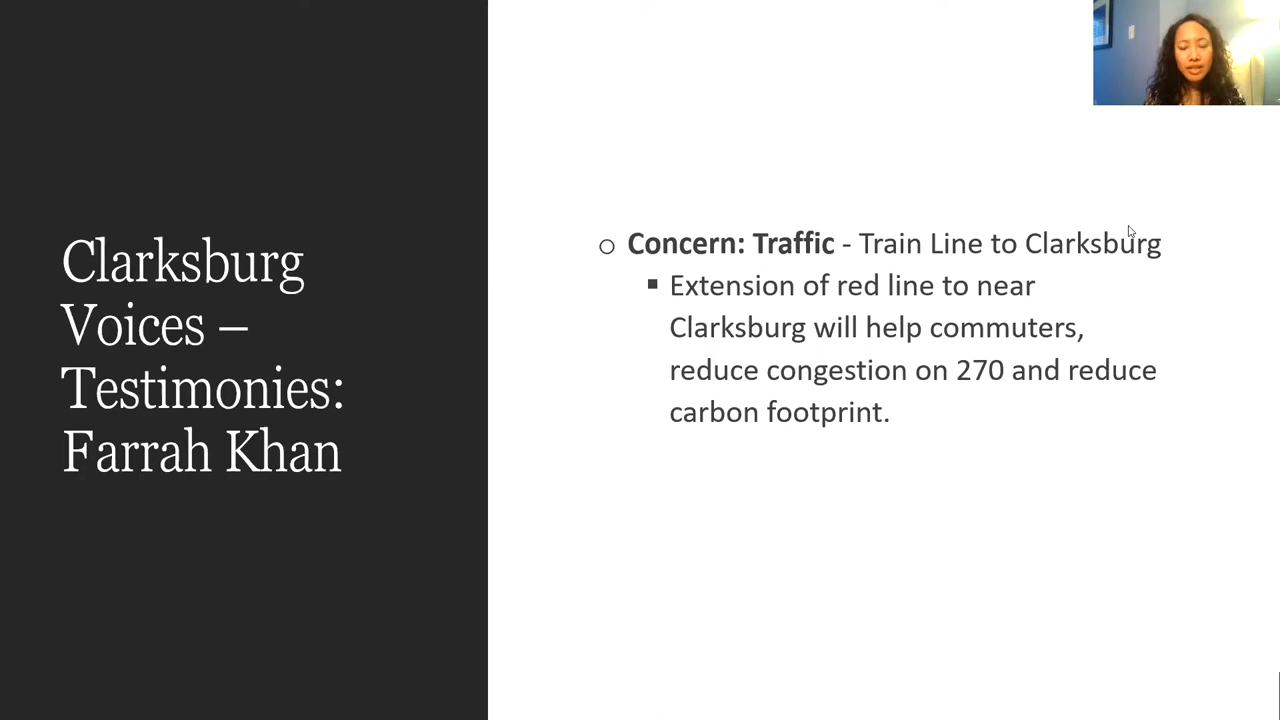 Clarksburg
Voices –
Testimonies:
Farrah Khan
Concern: Traffic - Train Line to Clarksburg
Extension of red line to near
Clarksburg will help commuters,
reduce congestion on 270 and reduce
carbon footprint.